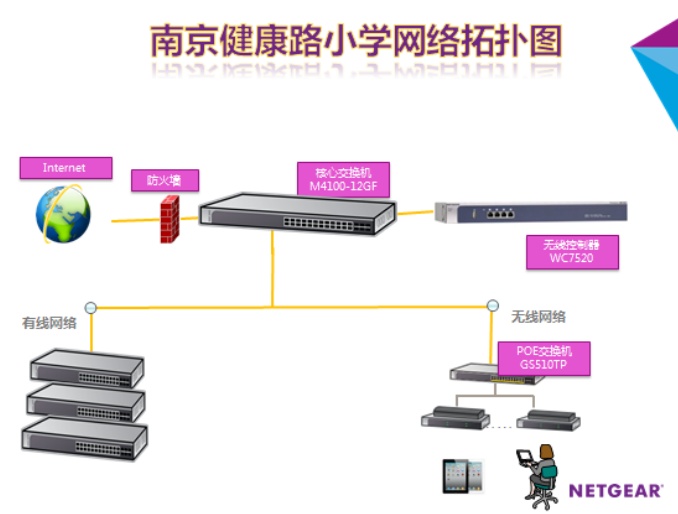 南京健康路小学网络拓扑图
Internet
防火墙
核心交换机
M4100-12GF
无线控制器
WC7520
有线网络
无线网络
POE交换机
GS510TP
NETGEAR®